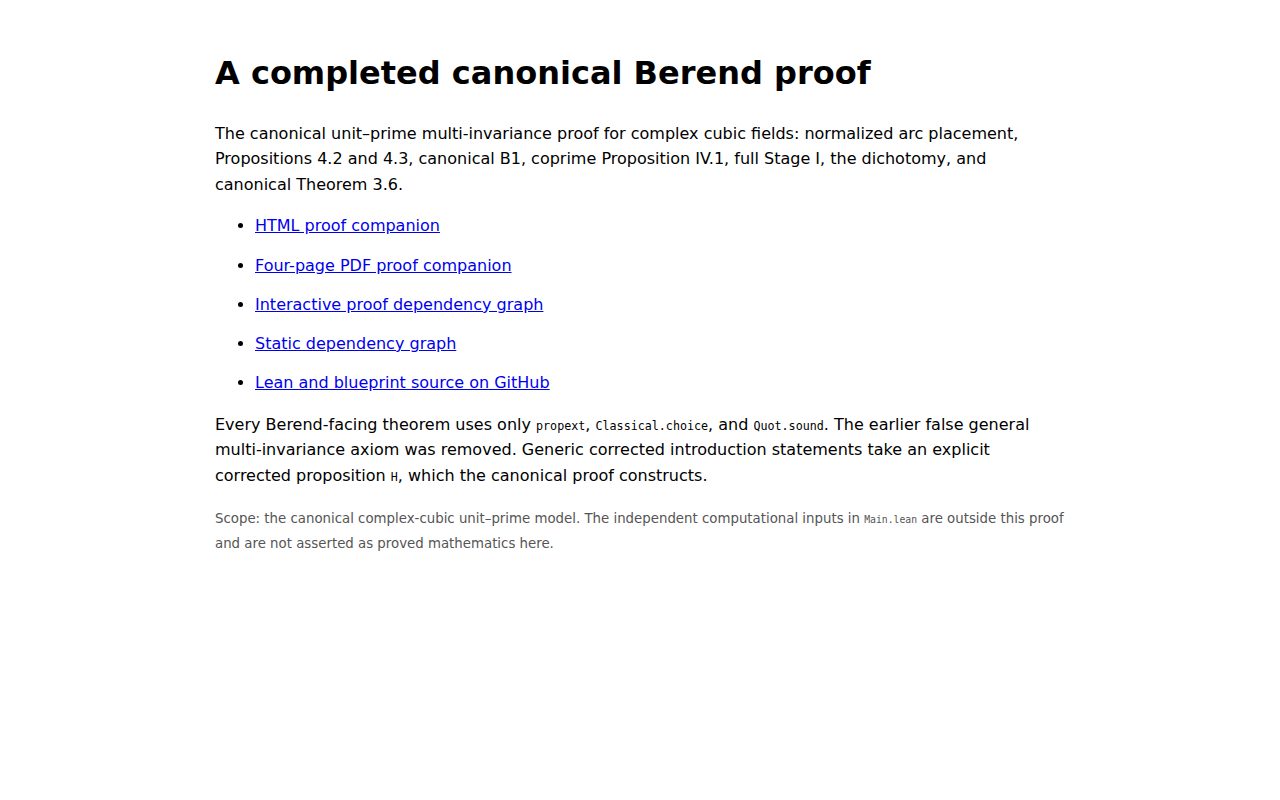 A completed canonical Berend proof
The canonical unit–prime multi-invariance proof for complex cubic fields: normalized arc placement,
Propositions 4.2 and 4.3, canonical B1, coprime Proposition IV.1, full Stage I, the dichotomy, and
canonical Theorem 3.6.
• HTML proof companion
• Four-page PDF proof companion
• Interactive proof dependency graph
• Static dependency graph
• Lean and blueprint source on GitHub
Every Berend-facing theorem uses only propext, Classical.choice, and Quot.sound. The earlier false general
multi-invariance axiom was removed. Generic corrected introduction statements take an explicit
corrected proposition H, which the canonical proof constructs.
Scope: the canonical complex-cubic unit–prime model. The independent computational inputs in Main.lean are outside this proof
and are not asserted as proved mathematics here.